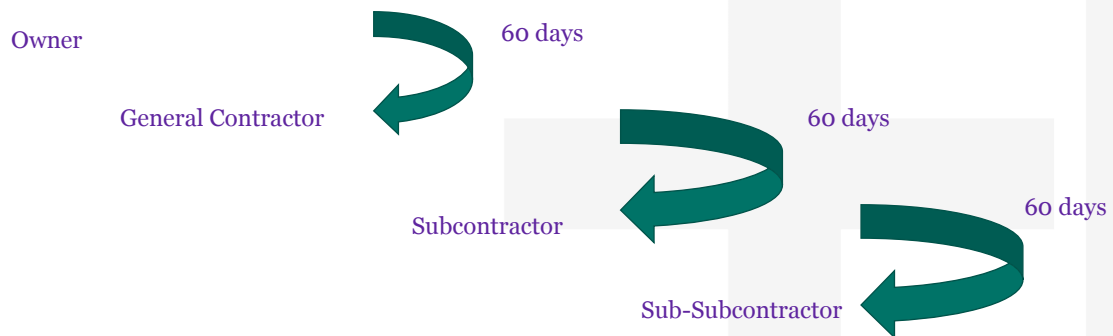 Owner
60 days
General Contractor
60 days
Subcontractor
60 days
Sub-Subcontractor